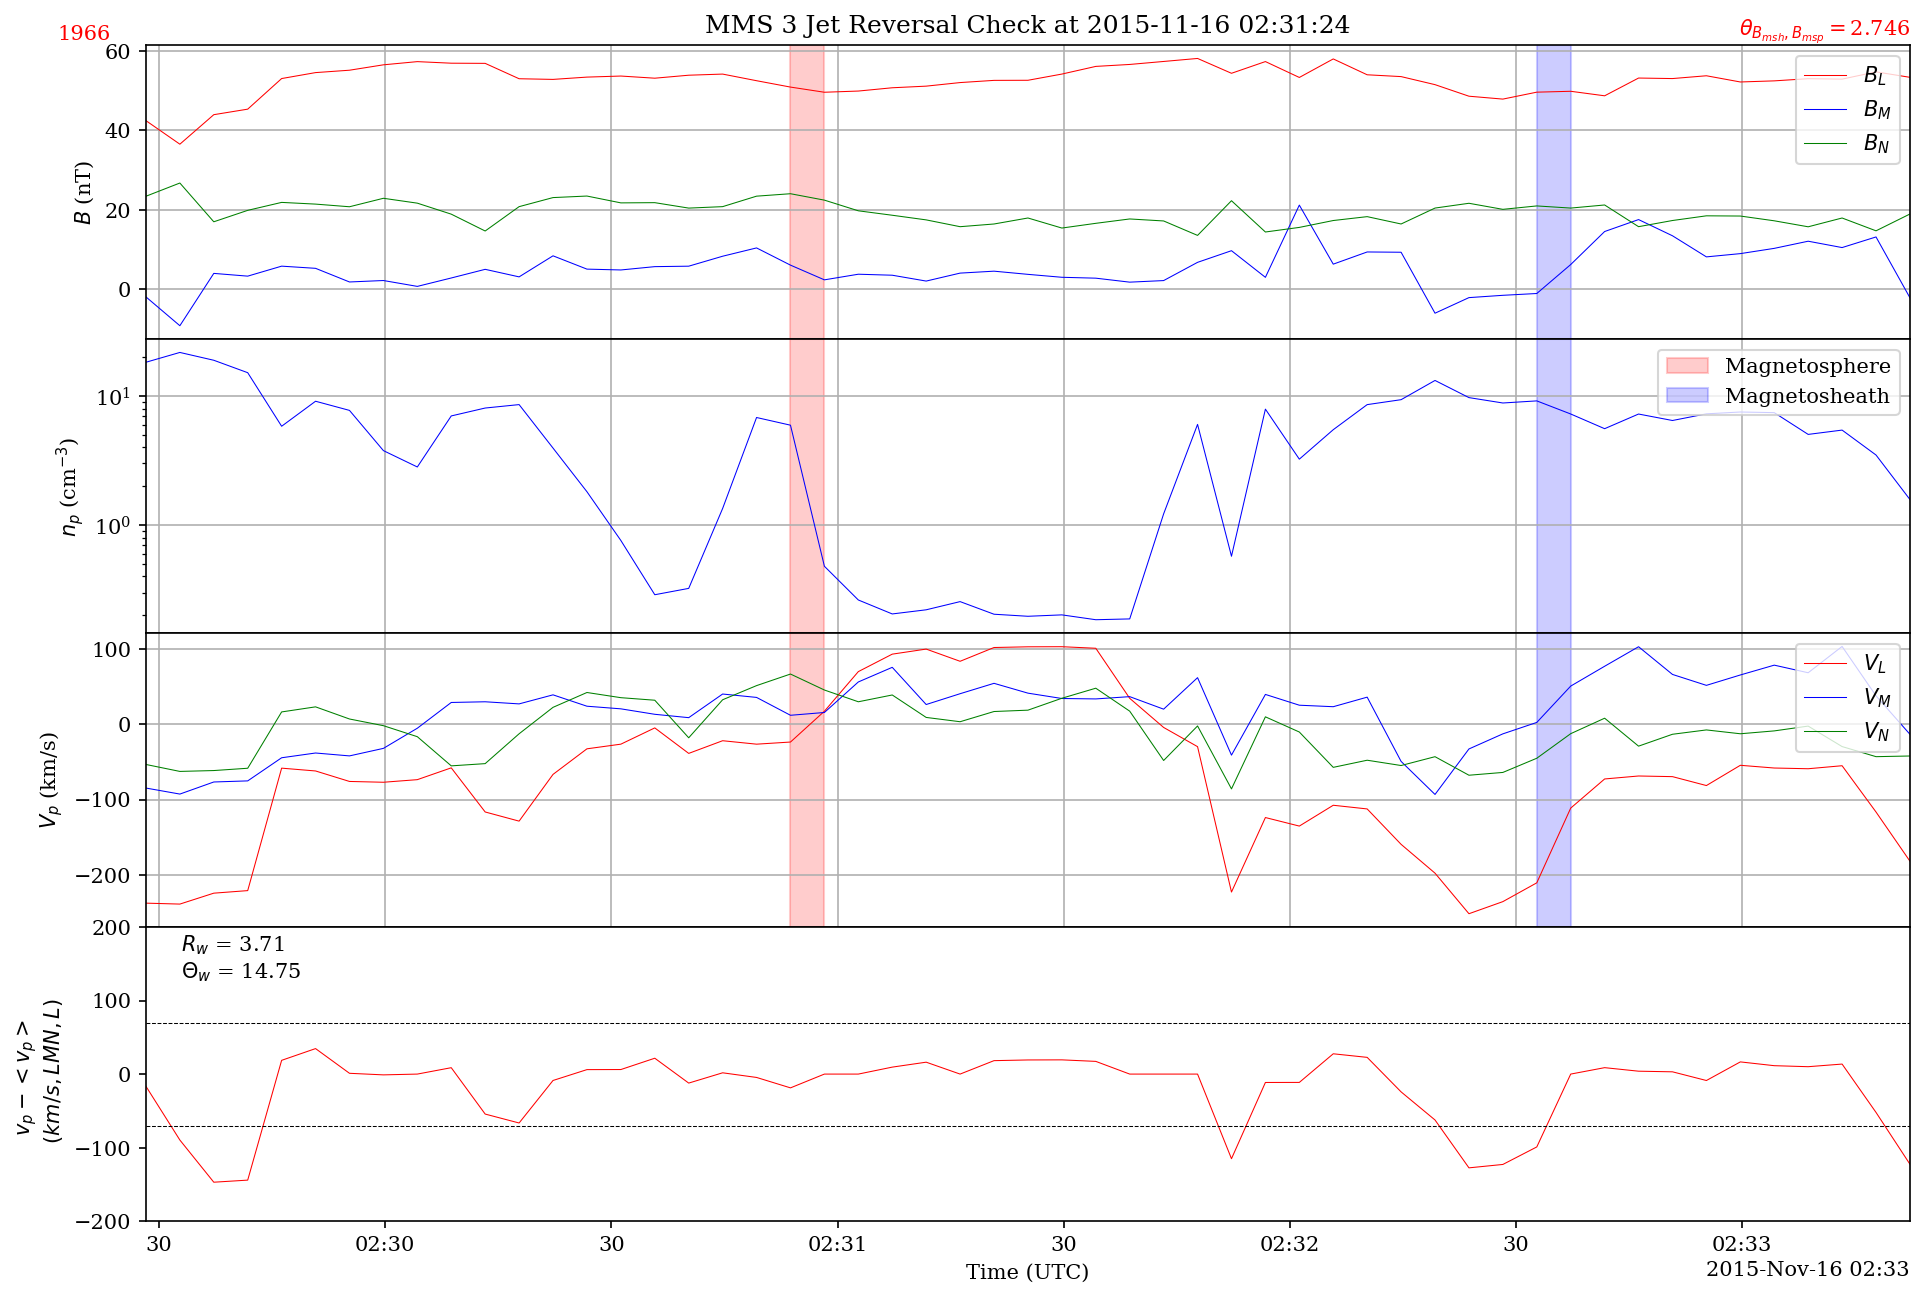 1966
MMS 3 Jet Reversal Check at 2015-11-16 02:31:24
θ_{B_{msh}, B_{msp}} = 2.746
B (nT)
60
40
20
0
B_L
B_M
B_N
n_p (cm^{-3})
10^1
10^0
Magnetosphere
Magnetosheath
V_p (km/s)
100
0
−100
−200
V_L
V_M
V_N
v_p − < v_p >
(km/s, LMN, L)
200
100
0
−100
−200
R_w = 3.71
Θ_w = 14.75
30 02:30 30 02:31 30 02:32 30 02:33
Time (UTC)
2015-Nov-16 02:33